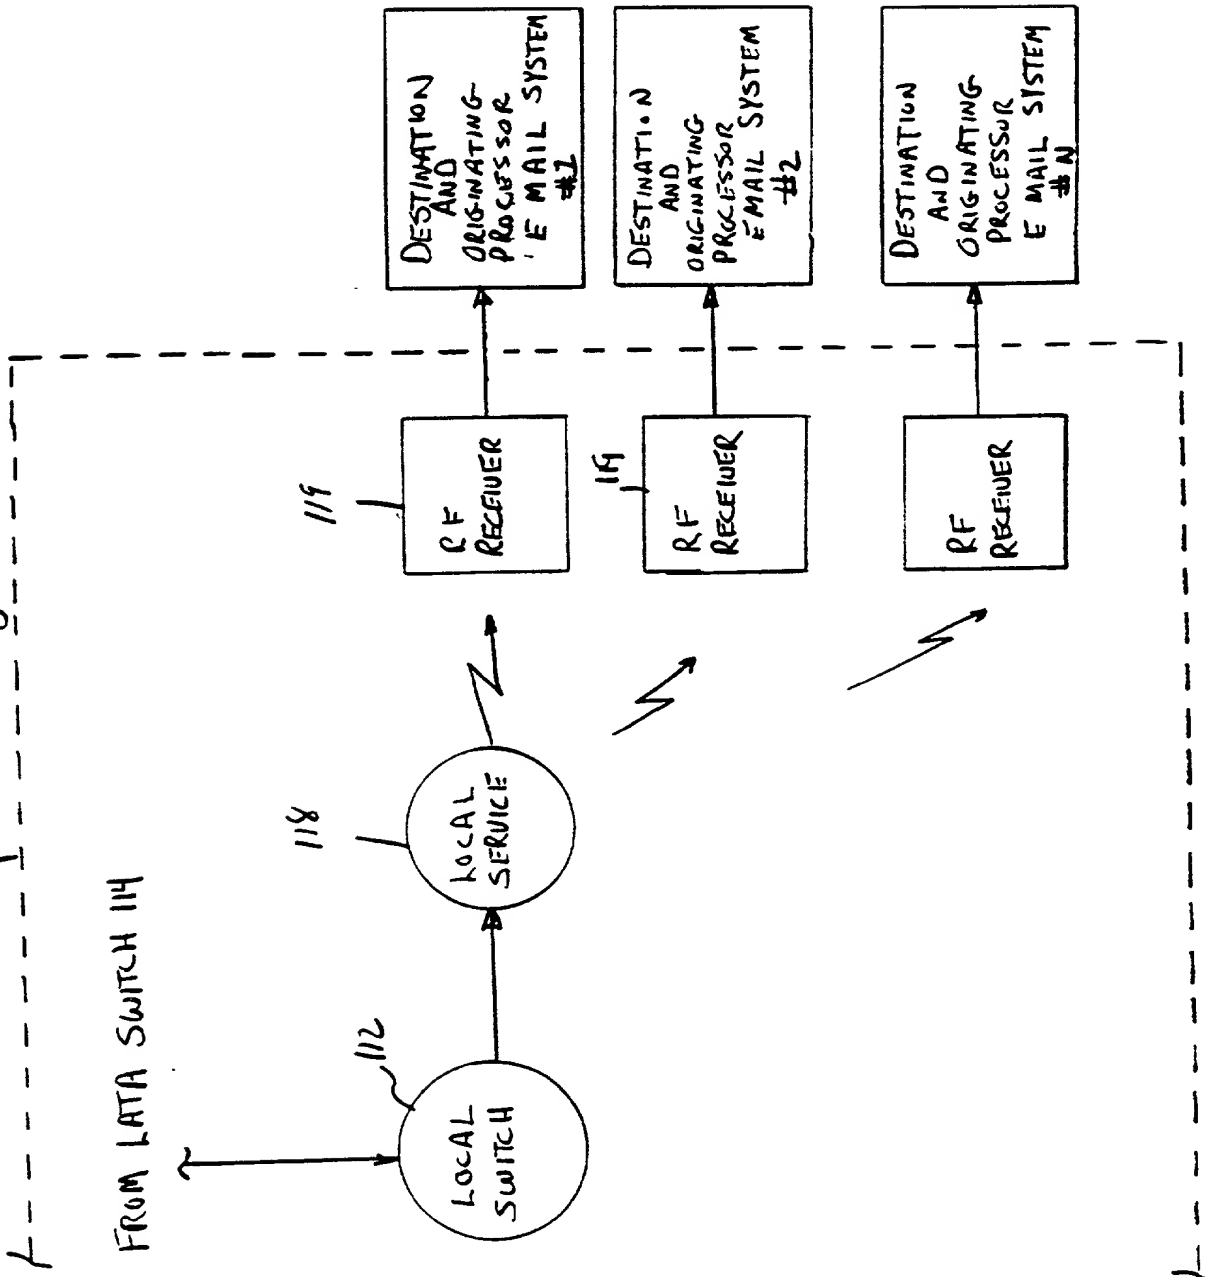 FROM LATA SWITCH 114
112
LOCAL
SWITCH
118
LOCAL
SERVICE
119
RF
RECEIVER
119
RF
RECEIVER
RF
RECEIVER
DESTINATION
AND
ORIGINATING
PROCESSOR
E MAIL SYSTEM
#1
DESTINATION
AND
ORIGINATING
PROCESSOR
EMAIL SYSTEM
#2
DESTINATION
AND
ORIGINATING
PROCESSOR
E MAIL SYSTEM
#N